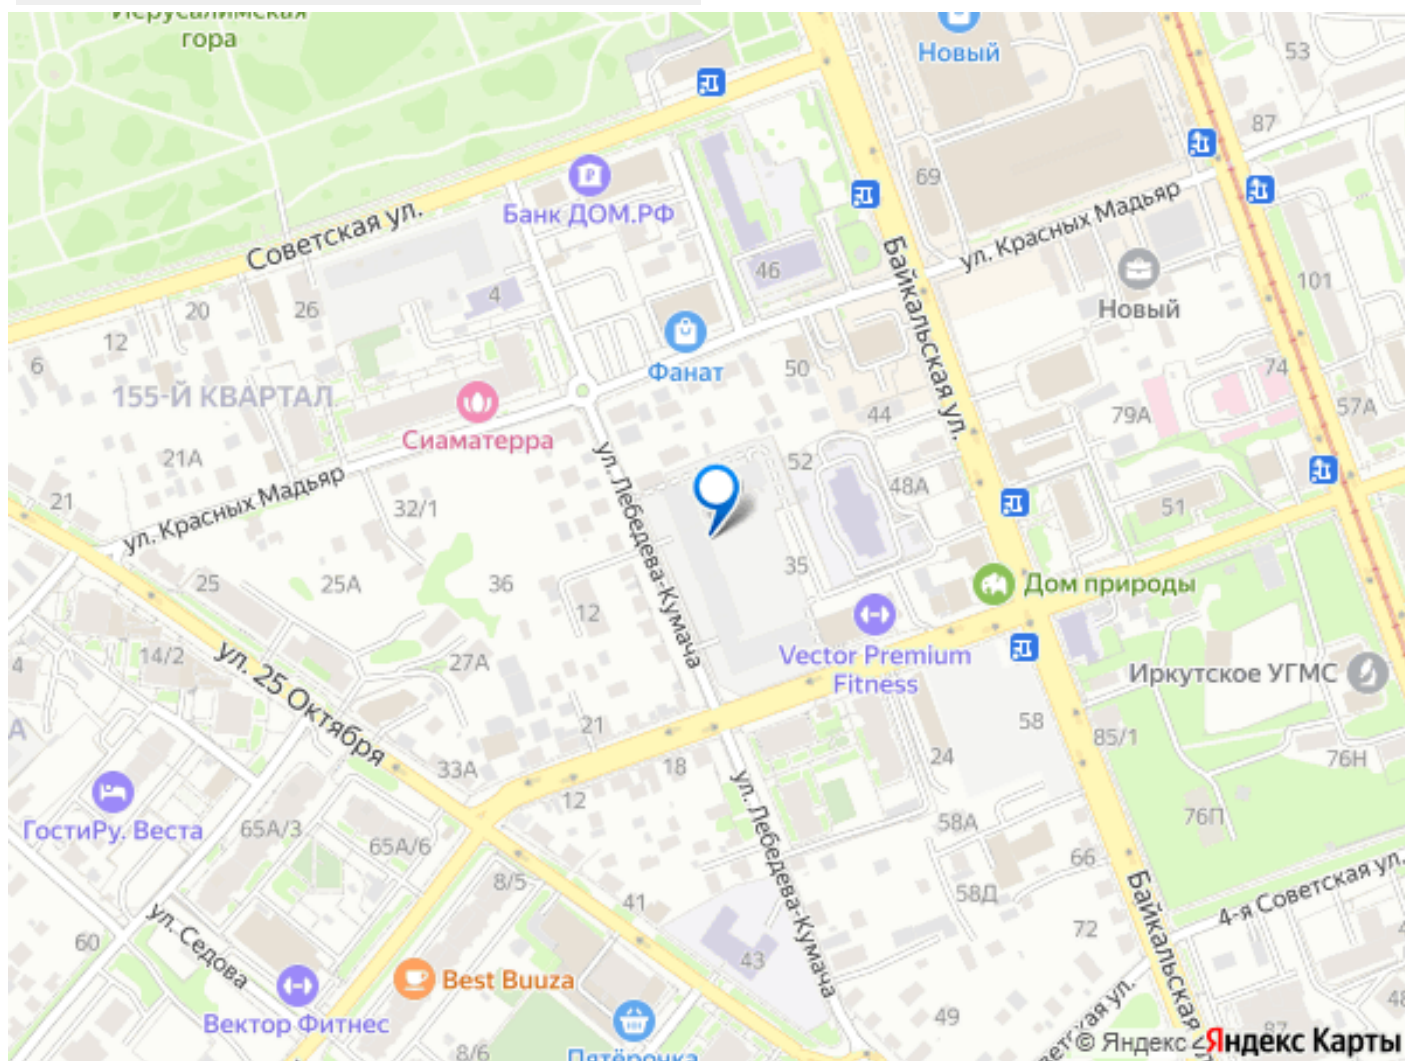 Иерусалимская
гора
Новый
53
87
69
Банк ДОМ.РФ
Советская ул.
ул. Красных Мадьяр
46
4
20
26
12
6
Байкальская ул.
101
Новый
Фанат
50
74
57А
155-Й КВАРТАЛ
Сиаматерра
44
79А
21А
52
48А
51
21
ул. Красных Мадьяр
32/1
ул. Лебедева-Кумача
25
25А
36
12
35
Дом природы
Vector Premium
Fitness
14/2
4
ул. 25 Октября
27А
Иркутское УГМС
А
21
58
85/1
76Н
33А
18
24
12
76П
ГостиРу. Веста
65А/3
65А/6
58А
66
ул. Лебедева-Кумача
8/5
41
58Д
Байкальская
4-я Советская ул.
ул. Седова
60
72
43
Best Buuza
Вектор Фитнес
49
48
8/6
Пятёрочка
87
© Яндекс
Яндекс Карты